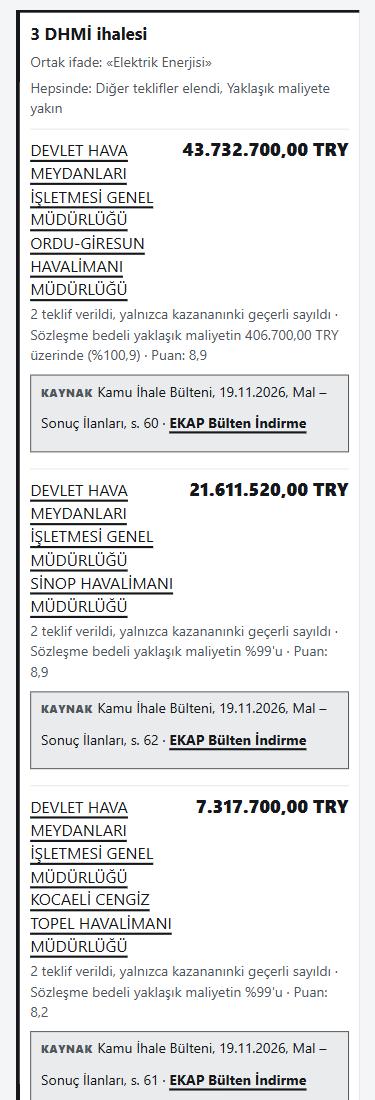 3 DHMİ ihalesi
Ortak ifade: «Elektrik Enerjisi»
Hepsinde: Diğer teklifler elendi, Yaklaşık maliyete
yakın
DEVLET HAVA
MEYDANLARI
İŞLETMESİ GENEL
MÜDÜRLÜĞÜ
ORDU-GİRESUN
HAVALİMANI
MÜDÜRLÜĞÜ
43.732.700,00 TRY
2 teklif verildi, yalnızca kazananınki geçerli sayıldı ·
Sözleşme bedeli yaklaşık maliyetin 406.700,00 TRY
üzerinde (%100,9) · Puan: 8,9
KAYNAK Kamu İhale Bülteni, 19.11.2026, Mal –
Sonuç İlanları, s. 60 · EKAP Bülten İndirme
DEVLET HAVA
MEYDANLARI
İŞLETMESİ GENEL
MÜDÜRLÜĞÜ
SİNOP HAVALİMANI
MÜDÜRLÜĞÜ
21.611.520,00 TRY
2 teklif verildi, yalnızca kazananınki geçerli sayıldı ·
Sözleşme bedeli yaklaşık maliyetin %99'u · Puan:
8,9
KAYNAK Kamu İhale Bülteni, 19.11.2026, Mal –
Sonuç İlanları, s. 62 · EKAP Bülten İndirme
DEVLET HAVA
MEYDANLARI
İŞLETMESİ GENEL
MÜDÜRLÜĞÜ
KOCAELİ CENGİZ
TOPEL HAVALİMANI
MÜDÜRLÜĞÜ
7.317.700,00 TRY
2 teklif verildi, yalnızca kazananınki geçerli sayıldı ·
Sözleşme bedeli yaklaşık maliyetin %99'u · Puan:
8,2
KAYNAK Kamu İhale Bülteni, 19.11.2026, Mal –
Sonuç İlanları, s. 61 · EKAP Bülten İndirme